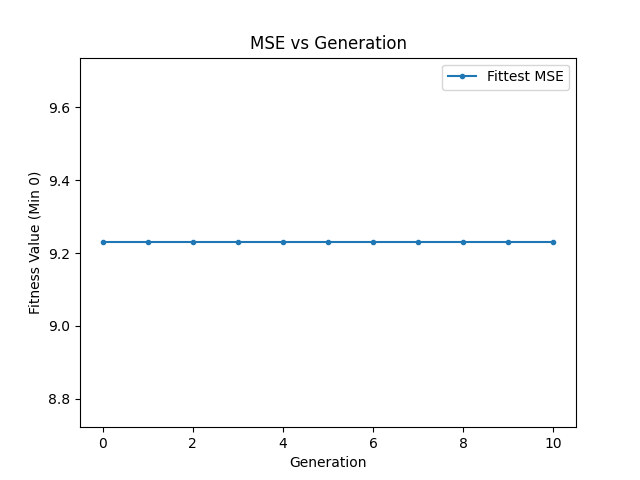 MSE vs Generation
Fittest MSE
Fitness Value (Min 0)
9.6
9.4
9.2
9.0
8.8
0 2 4 6 8 10
Generation